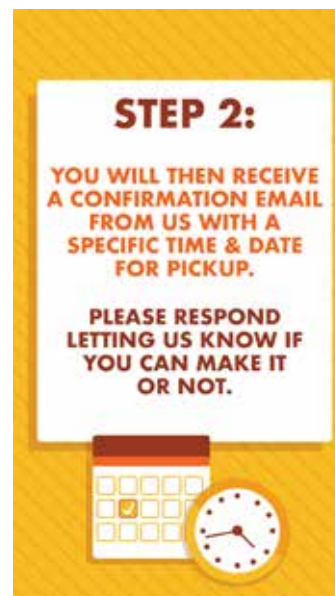 STEP 2:
YOU WILL THEN RECEIVE
A CONFIRMATION EMAIL
FROM US WITH A
SPECIFIC TIME & DATE
FOR PICKUP.
PLEASE RESPOND
LETTING US KNOW IF
YOU CAN MAKE IT
OR NOT.